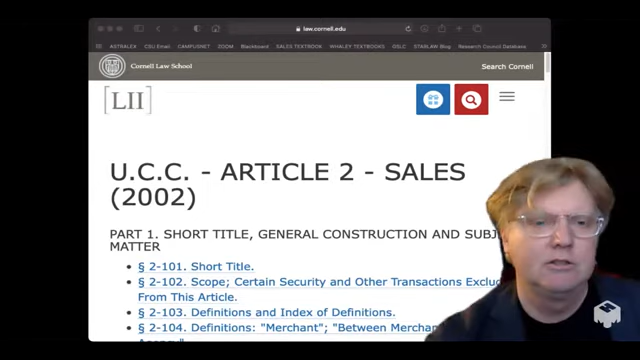 law.cornell.edu
ASTRALEX CSU Email CAMPUSNET ZOOM Blackboard SALES TEXTBOOK WHALEY TEXTBOOKS GSLC STARLAW Blog Research Council Database
Cornell Law School
Search Cornell
[LII]
U.C.C. - ARTICLE 2 - SALES
(2002)
PART 1. SHORT TITLE, GENERAL CONSTRUCTION AND SUBJ
MATTER
• § 2-101. Short Title.
• § 2-102. Scope; Certain Security and Other Transactions Exclu
From This Article.
• § 2-103. Definitions and Index of Definitions.
• § 2-104. Definitions: "Merchant"; "Between Merchan